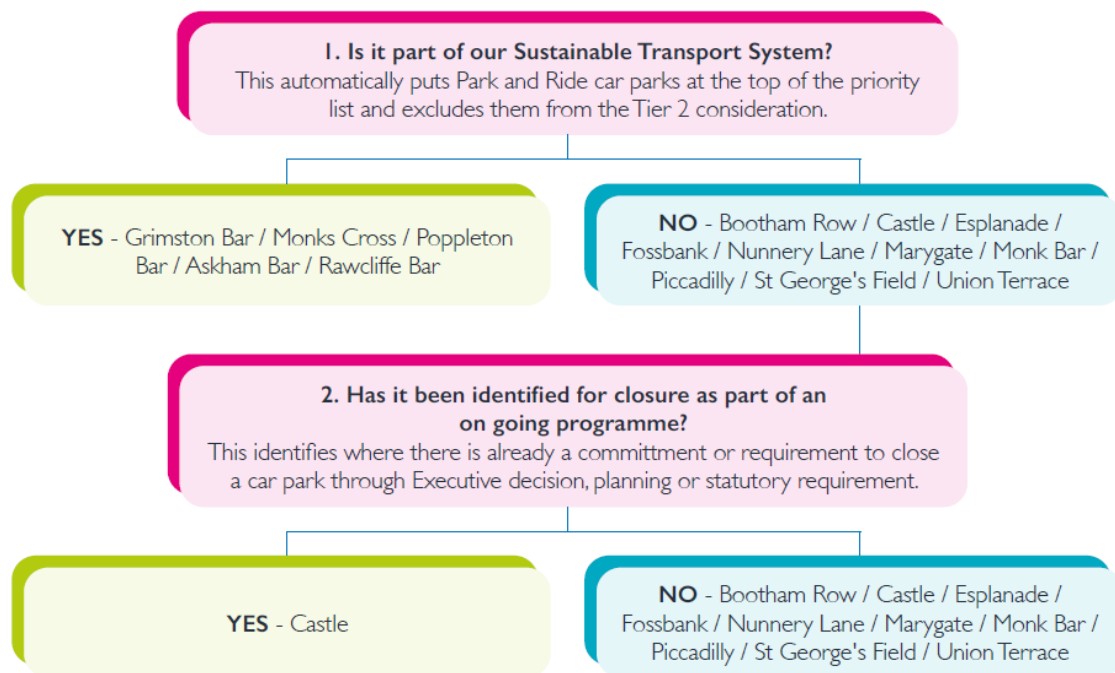 1. Is it part of our Sustainable Transport System?
This automatically puts Park and Ride car parks at the top of the priority
list and excludes them from the Tier 2 consideration.
YES - Grimston Bar / Monks Cross / Poppleton
Bar / Askham Bar / Rawcliffe Bar
NO - Bootham Row / Castle / Esplanade /
Fossbank / Nunnery Lane / Marygate / Monk Bar /
Piccadilly / St George's Field / Union Terrace
2. Has it been identified for closure as part of an
on going programme?
This identifies where there is already a committment or requirement to close
a car park through Executive decision, planning or statutory requirement.
YES - Castle
NO - Bootham Row / Castle / Esplanade /
Fossbank / Nunnery Lane / Marygate / Monk Bar /
Piccadilly / St George's Field / Union Terrace